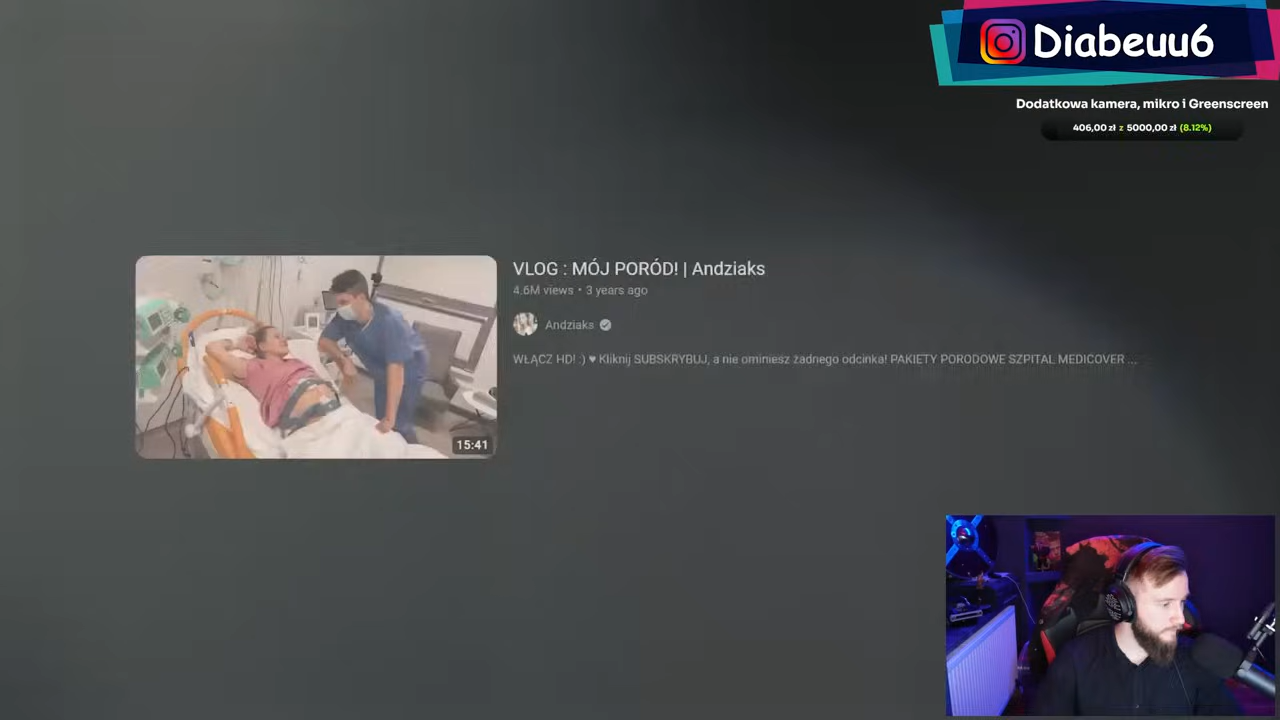 Diabeuu6
Dodatkowa kamera, mikro i Greenscreen
406,00 zł z 5000,00 zł (8.12%)
VLOG : MÓJ PORÓD! | Andziaks
4.6M views • 3 years ago
Andziaks
WŁĄCZ HD! :) ♥ Kliknij SUBSKRYBUJ, a nie ominiesz żadnego odcinka! PAKIETY PORODOWE SZPITAL MEDICOVER ...
15:41